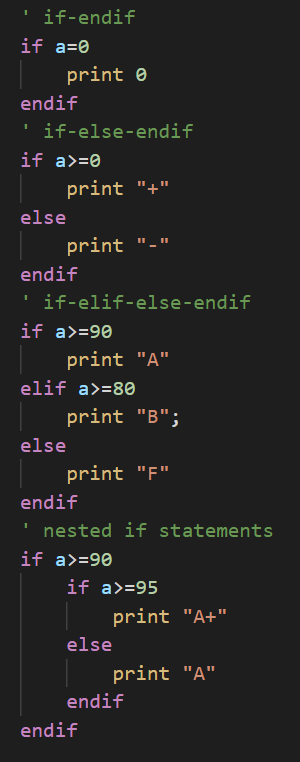 ' if-endif
if a=0
    print 0
endif
' if-else-endif
if a>=0
    print "+"
else
    print "-"
endif
' if-elif-else-endif
if a>=90
    print "A"
elif a>=80
    print "B";
else
    print "F"
endif
' nested if statements
if a>=90
    if a>=95
        print "A+"
    else
        print "A"
    endif
endif